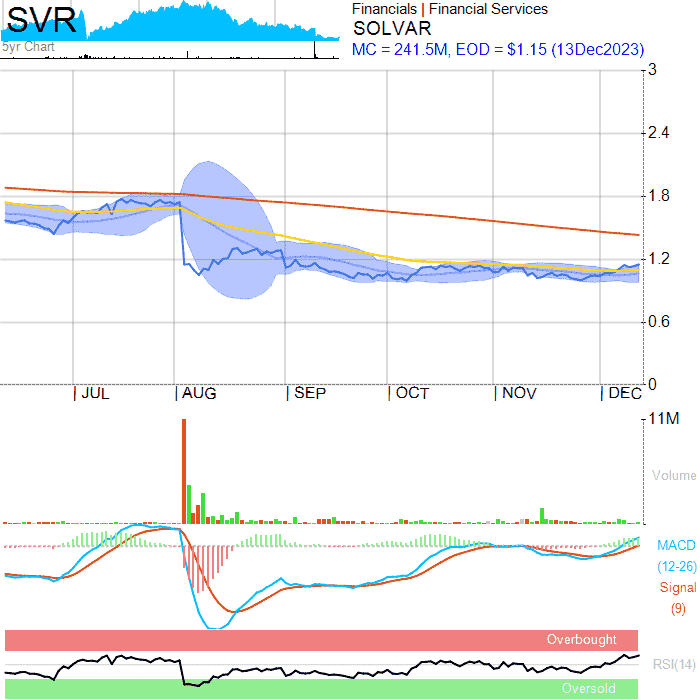 SVR
5yr Chart
Financials | Financial Services
SOLVAR
MC = 241.5M, EOD = $1.15 (13Dec2023)
3
2.4
1.8
1.2
0.6
0
| JUL | AUG | SEP | OCT | NOV | DEC
11M
Volume
MACD
(12-26)
Signal
(9)
Overbought
RSI(14)
Oversold